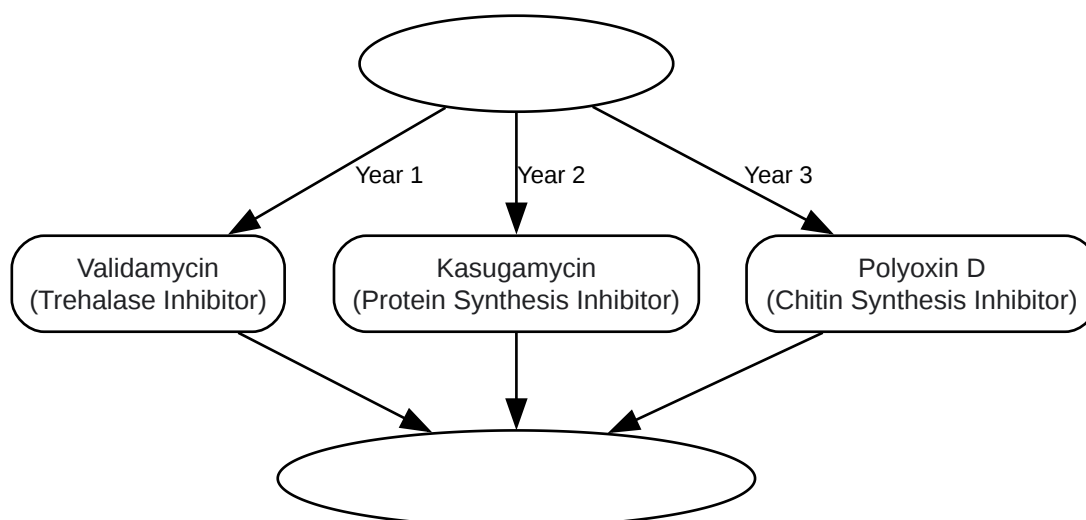 Year 1
Year 2
Year 3
Validamycin
(Trehalase Inhibitor)
Kasugamycin
(Protein Synthesis Inhibitor)
Polyoxin D
(Chitin Synthesis Inhibitor)